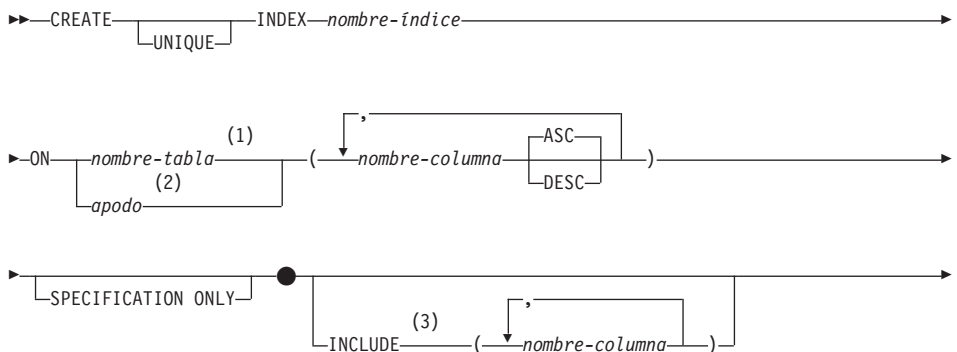 CREATE UNIQUE INDEX nombre-índice
ON nombre-tabla (1) ( nombre-columna , ASC )
apodo (2) DESC
SPECIFICATION ONLY
INCLUDE (3) ( nombre-columna , )